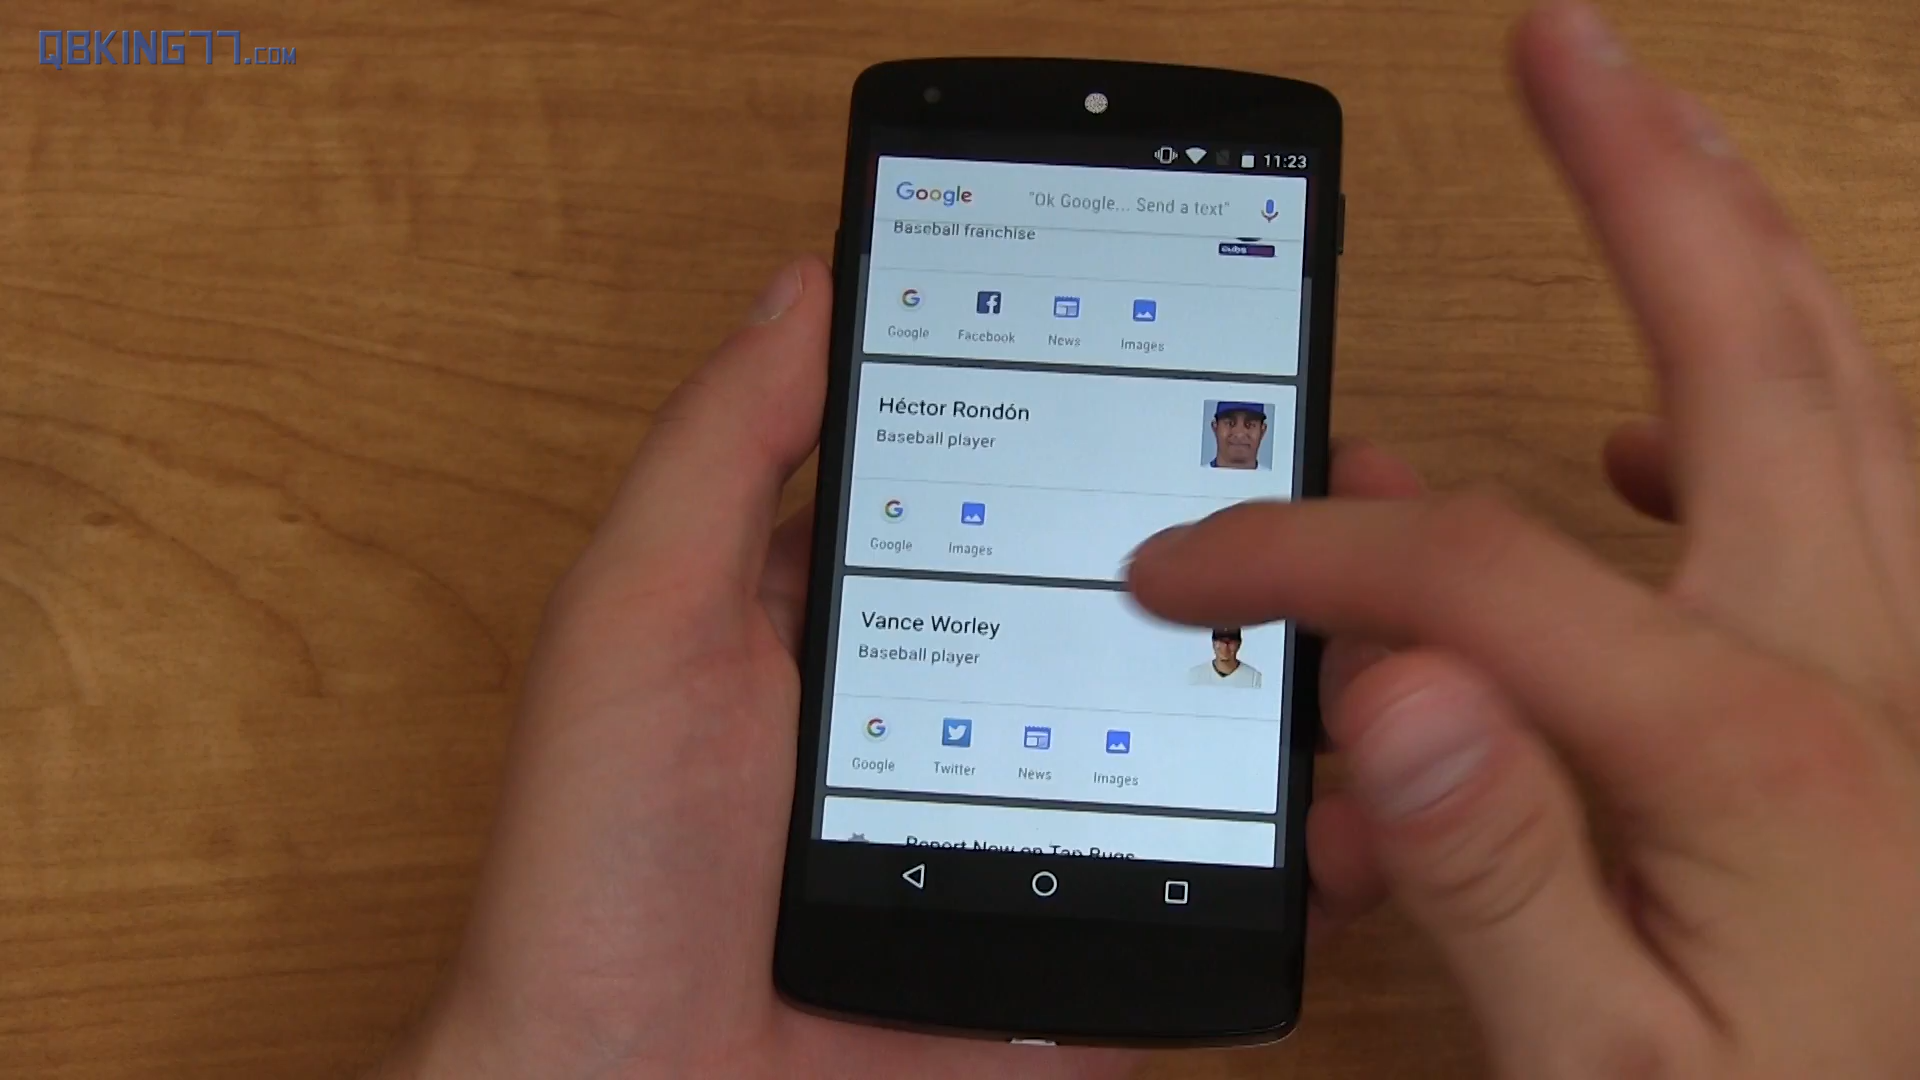 QBKING77.COM
11:23
Google
"Ok Google... Send a text"
Baseball franchise
cubs
Google Facebook News Images
Héctor Rondón
Baseball player
Google Images
Vance Worley
Baseball player
Google Twitter News Images
Report Now on Tap Bugs